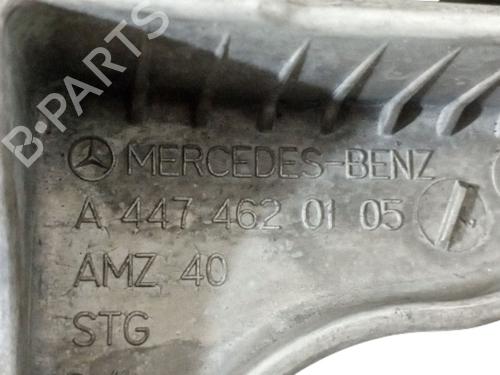 B-PARTS
MERCEDES-BENZ
A 447 462 01 05
AMZ 40
STG